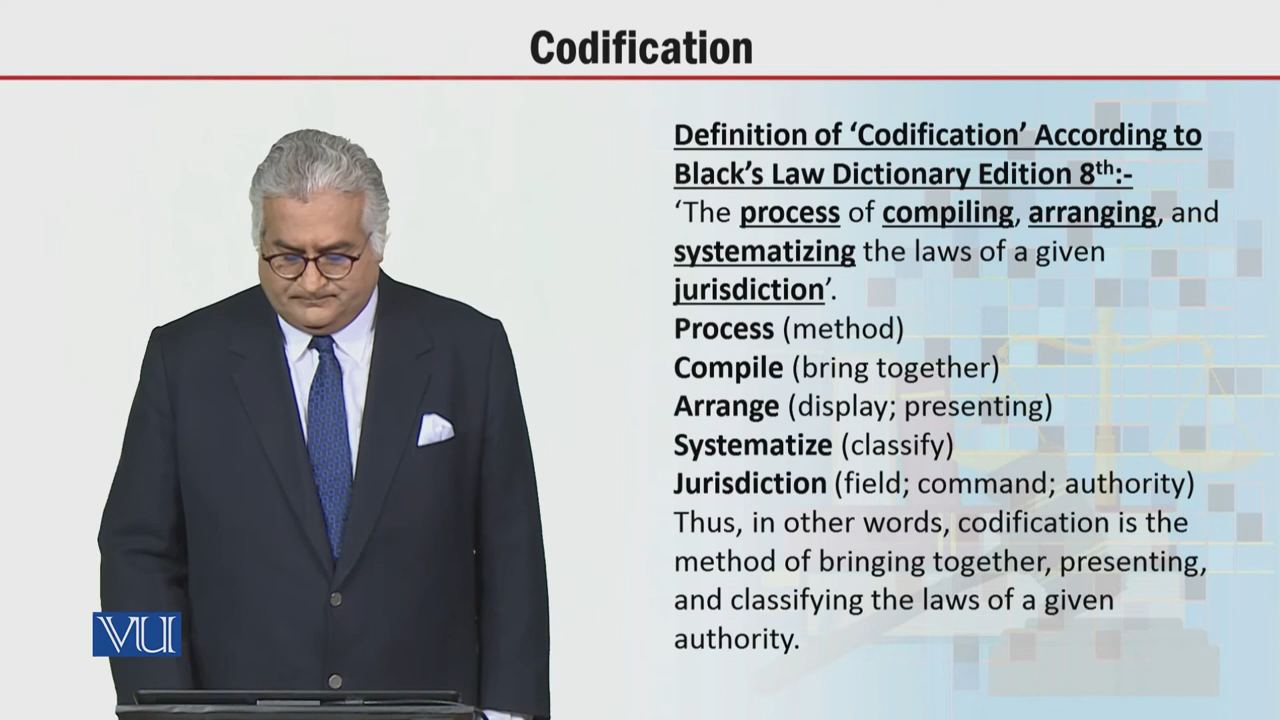 Codification
Definition of ‘Codification’ According to
Black’s Law Dictionary Edition 8th:-
‘The process of compiling, arranging, and
systematizing the laws of a given
jurisdiction’.
Process (method)
Compile (bring together)
Arrange (display; presenting)
Systematize (classify)
Jurisdiction (field; command; authority)
Thus, in other words, codification is the
method of bringing together, presenting,
and classifying the laws of a given
authority.
VU